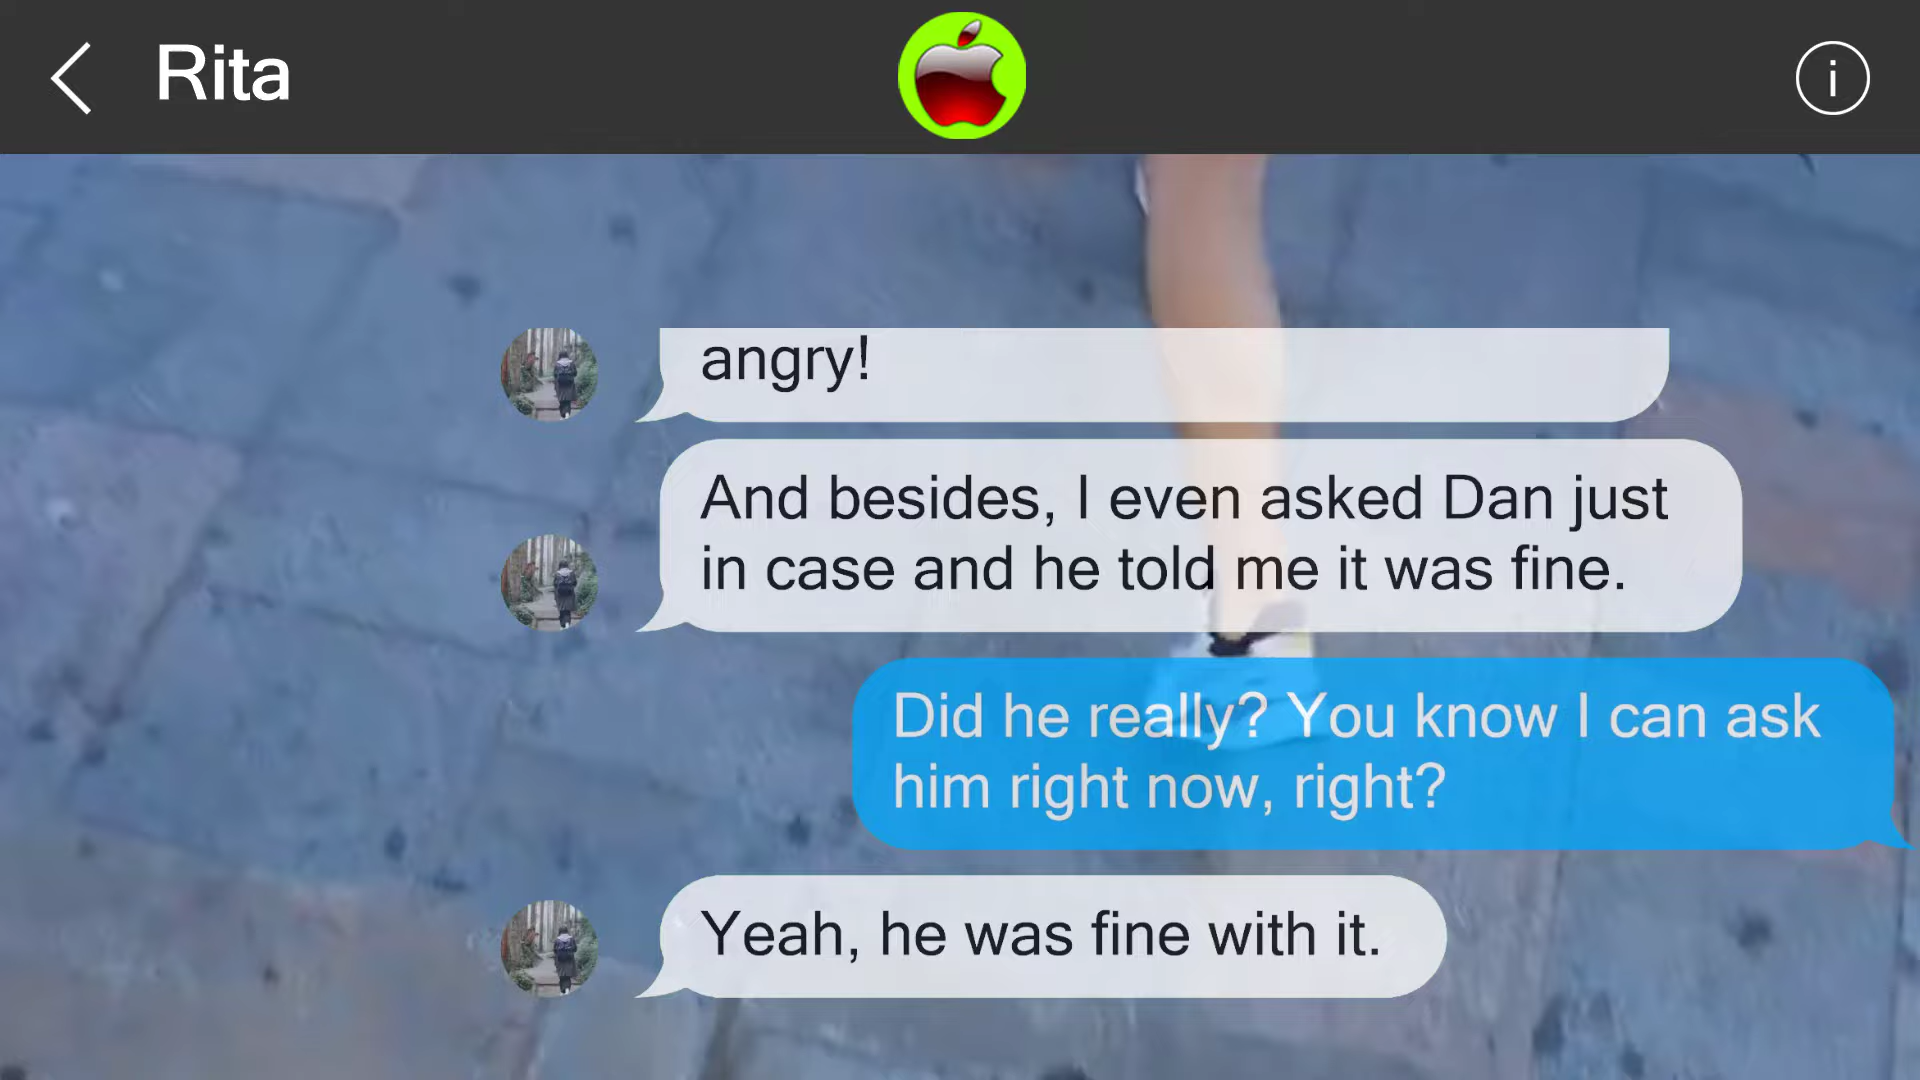 Rita
angry!
And besides, I even asked Dan just
in case and he told me it was fine.
Did he really? You know I can ask
him right now, right?
Yeah, he was fine with it.